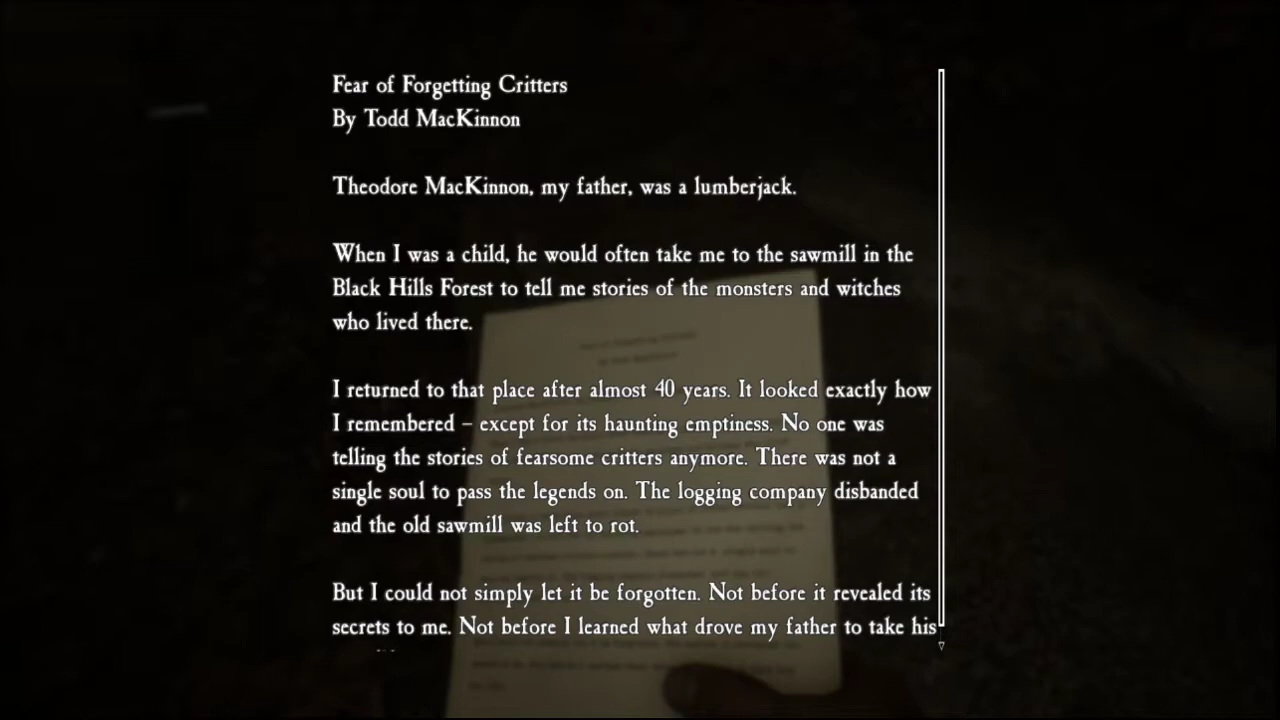 Fear of Forgetting Critters
By Todd MacKinnon
Theodore MacKinnon, my father, was a lumberjack.
When I was a child, he would often take me to the sawmill in the
Black Hills Forest to tell me stories of the monsters and witches
who lived there.
I returned to that place after almost 40 years. It looked exactly how
I remembered – except for its haunting emptiness. No one was
telling the stories of fearsome critters anymore. There was not a
single soul to pass the legends on. The logging company disbanded
and the old sawmill was left to rot.
But I could not simply let it be forgotten. Not before it revealed its
secrets to me. Not before I learned what drove my father to take his